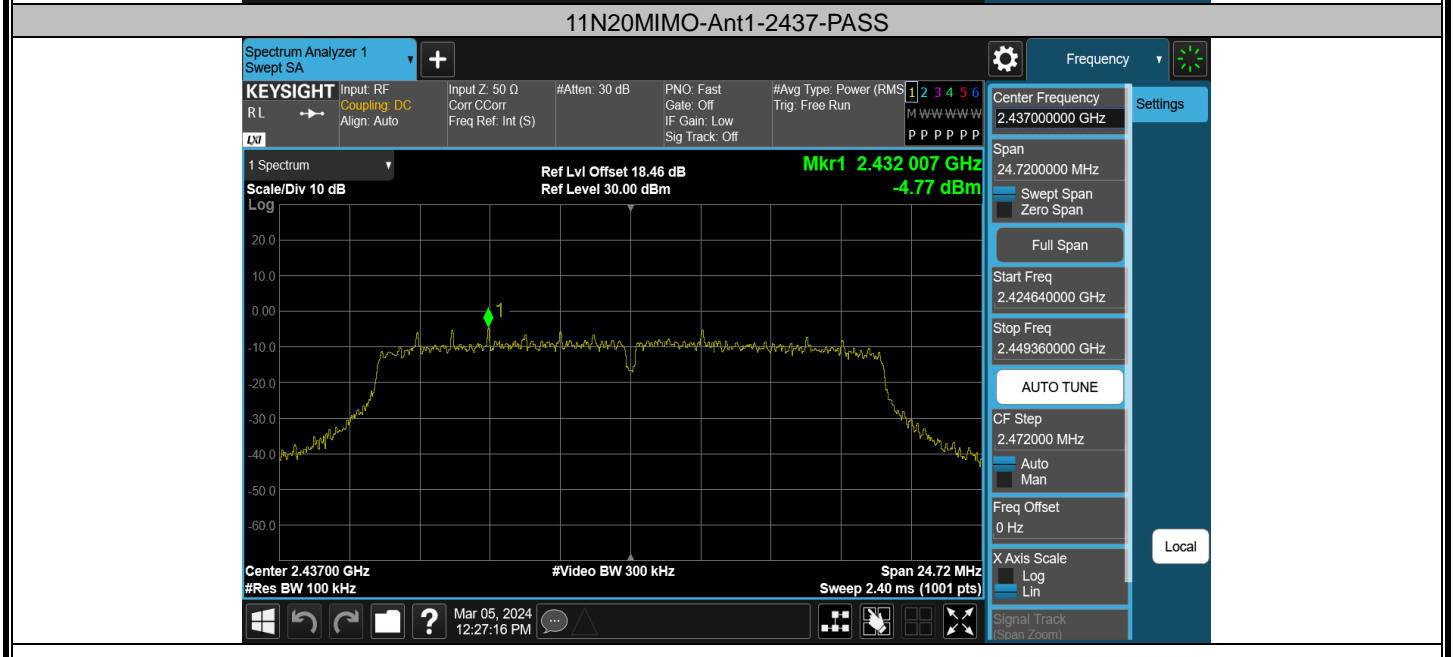 11N20MIMO-Ant1-2437-PASS
Spectrum Analyzer 1
Swept SA
Frequency
KEYSIGHT
RL
LXI
Input: RF
Coupling: DC
Align: Auto
Input Z: 50 Ω
Corr CCorr
Freq Ref: Int (S)
#Atten: 30 dB
PNO: Fast
Gate: Off
IF Gain: Low
Sig Track: Off
#Avg Type: Power (RMS
Trig: Free Run
1 2 3 4 5 6
M W W W W W
P P P P P P
1 Spectrum
Scale/Div 10 dB
Log
Ref Lvl Offset 18.46 dB
Ref Level 30.00 dBm
Mkr1 2.432 007 GHz
-4.77 dBm
20.0
10.0
0.00
-10.0
-20.0
-30.0
-40.0
-50.0
-60.0
1
Center 2.43700 GHz
#Res BW 100 kHz
#Video BW 300 kHz
Span 24.72 MHz
Sweep 2.40 ms (1001 pts)
Mar 05, 2024
12:27:16 PM
Center Frequency
2.437000000 GHz
Span
24.7200000 MHz
Swept Span
Zero Span
Full Span
Start Freq
2.424640000 GHz
Stop Freq
2.449360000 GHz
AUTO TUNE
CF Step
2.472000 MHz
Auto
Man
Freq Offset
0 Hz
X Axis Scale
Log
Lin
Signal Track
(Span Zoom)
Settings
Local